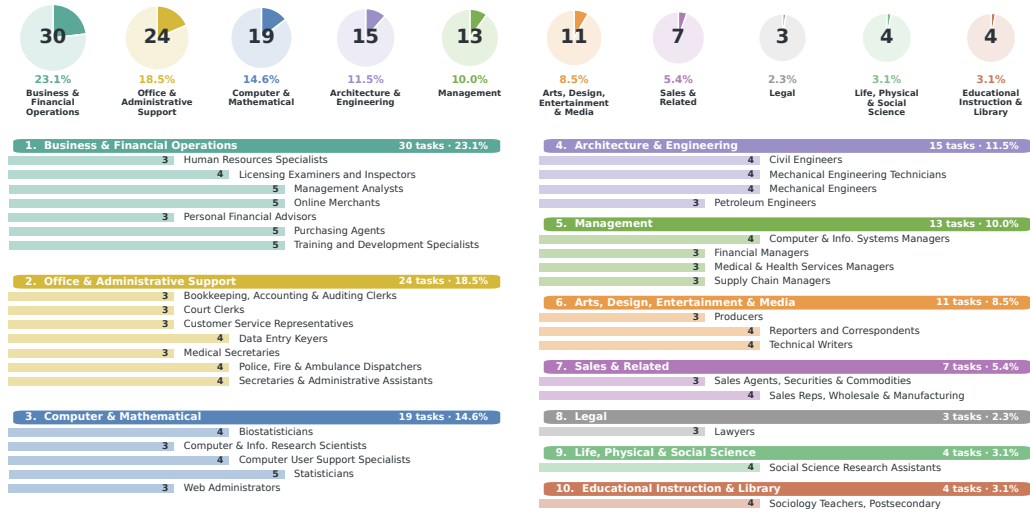 30
24
19
15
13
11
7
3
4
4
23.1%
18.5%
14.6%
11.5%
10.0%
8.5%
5.4%
2.3%
3.1%
3.1%
Business &
Financial
Operations
Office &
Administrative
Support
Computer &
Mathematical
Architecture &
Engineering
Management
Arts, Design,
Entertainment
& Media
Sales &
Related
Legal
Life, Physical
& Social
Science
Educational
Instruction &
Library
1. Business & Financial Operations 30 tasks · 23.1%
3 Human Resources Specialists
4 Licensing Examiners and Inspectors
5 Management Analysts
5 Online Merchants
3 Personal Financial Advisors
5 Purchasing Agents
5 Training and Development Specialists
2. Office & Administrative Support 24 tasks · 18.5%
3 Bookkeeping, Accounting & Auditing Clerks
3 Court Clerks
3 Customer Service Representatives
4 Data Entry Keyers
3 Medical Secretaries
4 Police, Fire & Ambulance Dispatchers
4 Secretaries & Administrative Assistants
3. Computer & Mathematical 19 tasks · 14.6%
4 Biostatisticians
3 Computer & Info. Research Scientists
4 Computer User Support Specialists
5 Statisticians
3 Web Administrators
4. Architecture & Engineering 15 tasks · 11.5%
4 Civil Engineers
4 Mechanical Engineering Technicians
4 Mechanical Engineers
3 Petroleum Engineers
5. Management 13 tasks · 10.0%
4 Computer & Info. Systems Managers
3 Financial Managers
3 Medical & Health Services Managers
3 Supply Chain Managers
6. Arts, Design, Entertainment & Media 11 tasks · 8.5%
3 Producers
4 Reporters and Correspondents
4 Technical Writers
7. Sales & Related 7 tasks · 5.4%
3 Sales Agents, Securities & Commodities
4 Sales Reps, Wholesale & Manufacturing
8. Legal 3 tasks · 2.3%
3 Lawyers
9. Life, Physical & Social Science 4 tasks · 3.1%
4 Social Science Research Assistants
10. Educational Instruction & Library 4 tasks · 3.1%
4 Sociology Teachers, Postsecondary